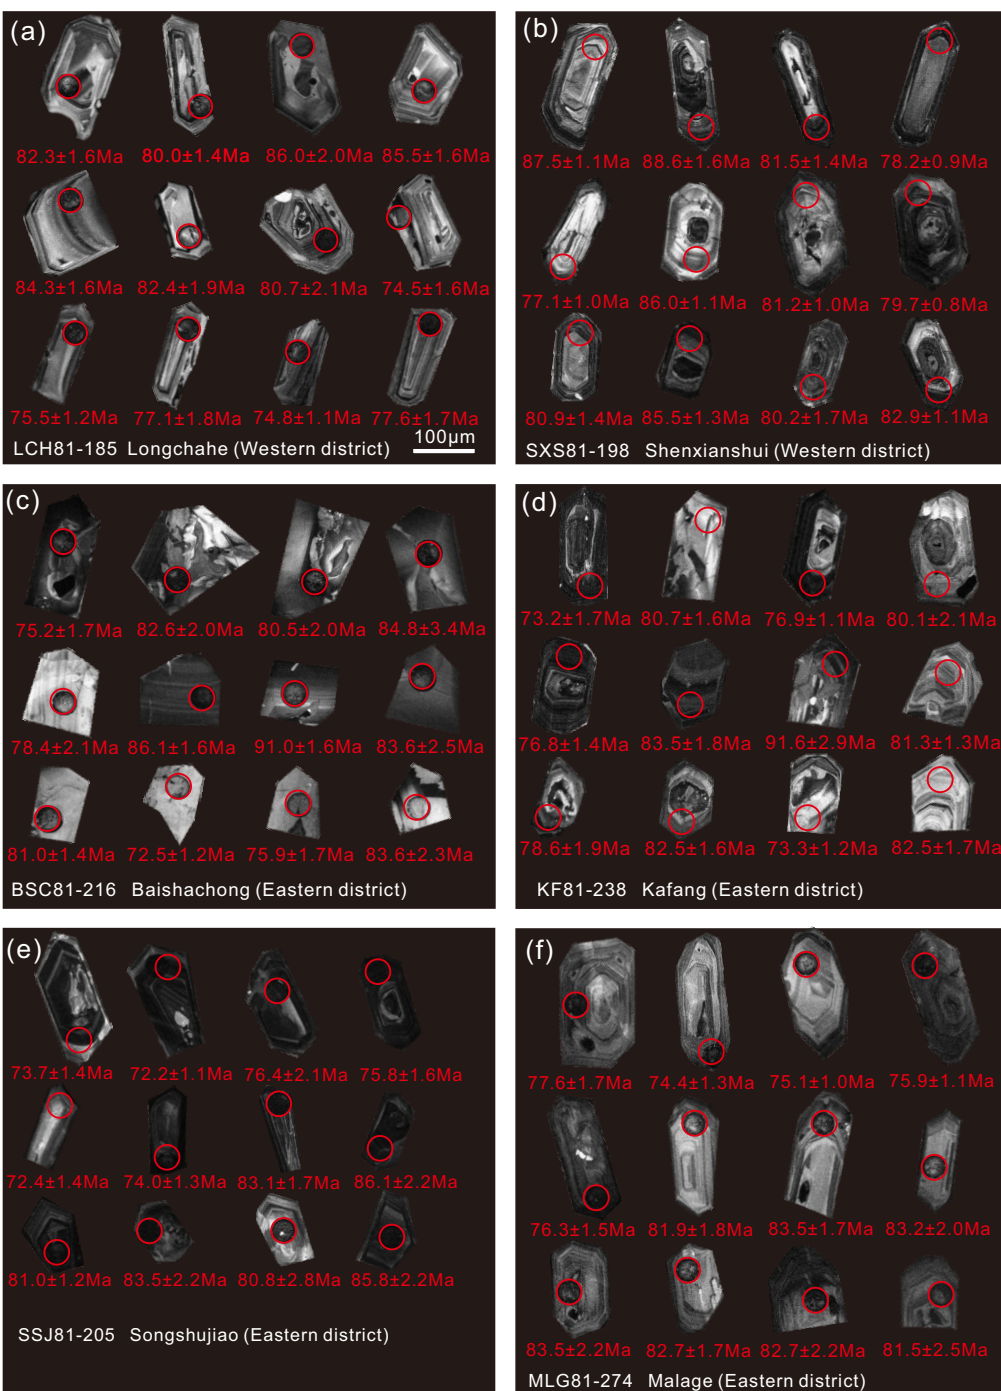 (a)
82.3±1.6Ma 80.0±1.4Ma 86.0±2.0Ma 85.5±1.6Ma
84.3±1.6Ma 82.4±1.9Ma 80.7±2.1Ma 74.5±1.6Ma
75.5±1.2Ma 77.1±1.8Ma 74.8±1.1Ma 77.6±1.7Ma
LCH81-185 Longchahe (Western district) 100μm
(b)
87.5±1.1Ma 88.6±1.6Ma 81.5±1.4Ma 78.2±0.9Ma
77.1±1.0Ma 86.0±1.1Ma 81.2±1.0Ma 79.7±0.8Ma
80.9±1.4Ma 85.5±1.3Ma 80.2±1.7Ma 82.9±1.1Ma
SXS81-198 Shenxianshui (Western district)
(c)
75.2±1.7Ma 82.6±2.0Ma 80.5±2.0Ma 84.8±3.4Ma
78.4±2.1Ma 86.1±1.6Ma 91.0±1.6Ma 83.6±2.5Ma
81.0±1.4Ma 72.5±1.2Ma 75.9±1.7Ma 83.6±2.3Ma
BSC81-216 Baishachong (Eastern district)
(d)
73.2±1.7Ma 80.7±1.6Ma 76.9±1.1Ma 80.1±2.1Ma
76.8±1.4Ma 83.5±1.8Ma 91.6±2.9Ma 81.3±1.3Ma
78.6±1.9Ma 82.5±1.6Ma 73.3±1.2Ma 82.5±1.7Ma
KF81-238 Kafang (Eastern district)
(e)
73.7±1.4Ma 72.2±1.1Ma 76.4±2.1Ma 75.8±1.6Ma
72.4±1.4Ma 74.0±1.3Ma 83.1±1.7Ma 86.1±2.2Ma
81.0±1.2Ma 83.5±2.2Ma 80.8±2.8Ma 85.8±2.2Ma
SSJ81-205 Songshujiao (Eastern district)
(f)
77.6±1.7Ma 74.4±1.3Ma 75.1±1.0Ma 75.9±1.1Ma
76.3±1.5Ma 81.9±1.8Ma 83.5±1.7Ma 83.2±2.0Ma
83.5±2.2Ma 82.7±1.7Ma 82.7±2.2Ma 81.5±2.5Ma
MLG81-274 Malage (Eastern district)